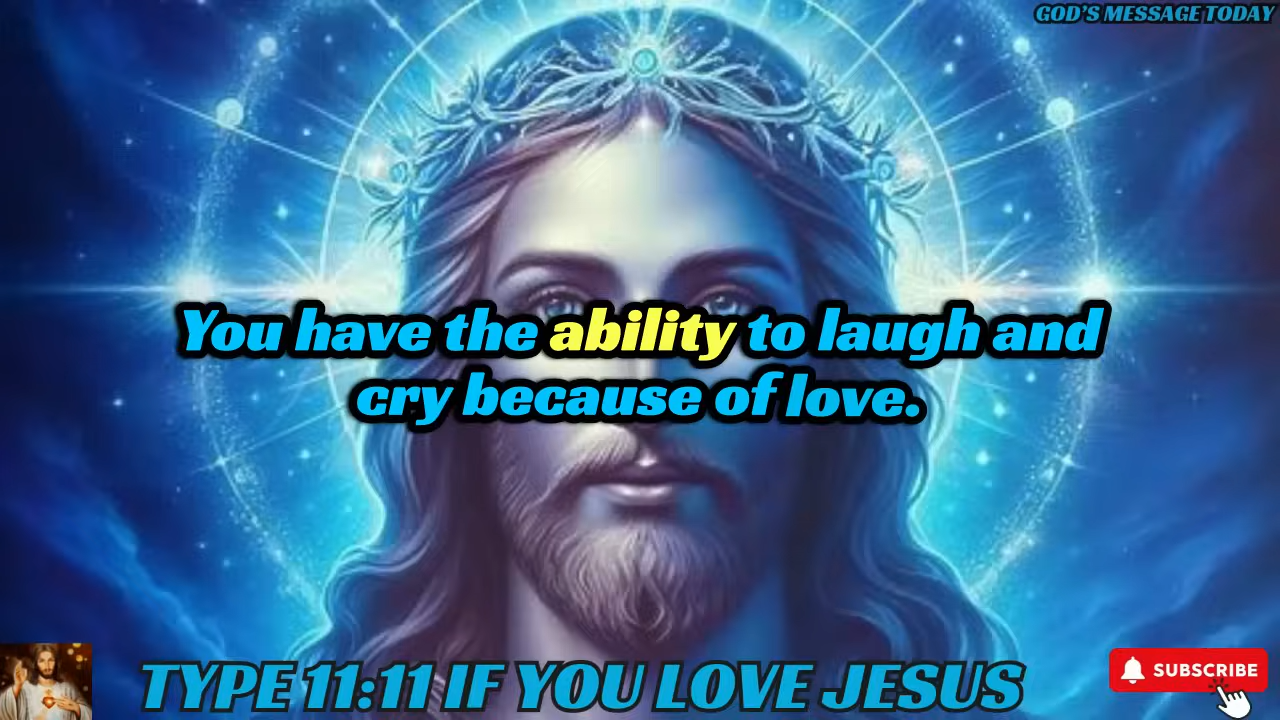 GOD'S MESSAGE TODAY
You have the ability to laugh and
cry because of love.
TYPE 11:11 IF YOU LOVE JESUS
SUBSCRIBE